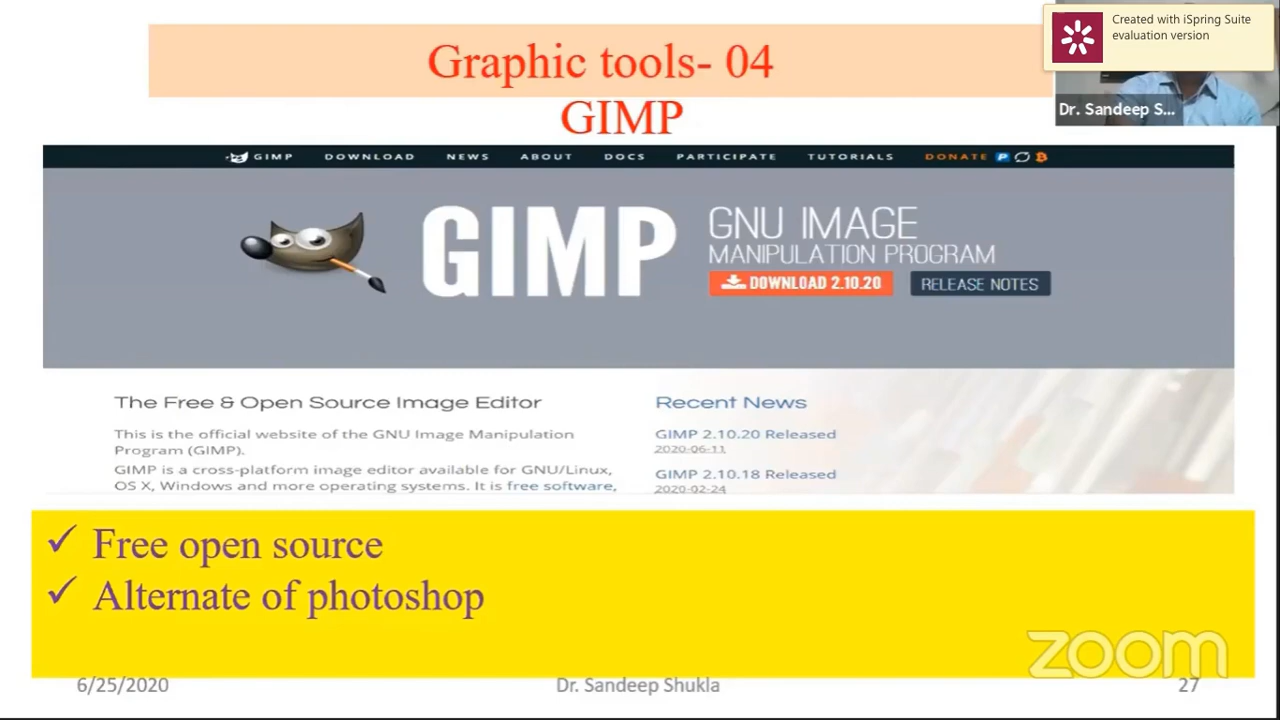 Graphic tools- 04
Created with iSpring Suite
evaluation version
Dr. Sandeep S...
GIMP
GIMP DOWNLOAD NEWS ABOUT DOCS PARTICIPATE TUTORIALS DONATE
GIMP
GNU IMAGE
MANIPULATION PROGRAM
DOWNLOAD 2.10.20 RELEASE NOTES
The Free & Open Source Image Editor
This is the official website of the GNU Image Manipulation
Program (GIMP).
GIMP is a cross-platform image editor available for GNU/Linux,
OS X, Windows and more operating systems. It is free software,
Recent News
GIMP 2.10.20 Released
2020-06-11
GIMP 2.10.18 Released
2020-02-24
✓ Free open source
✓ Alternate of photoshop
zoom
6/25/2020 Dr. Sandeep Shukla 27